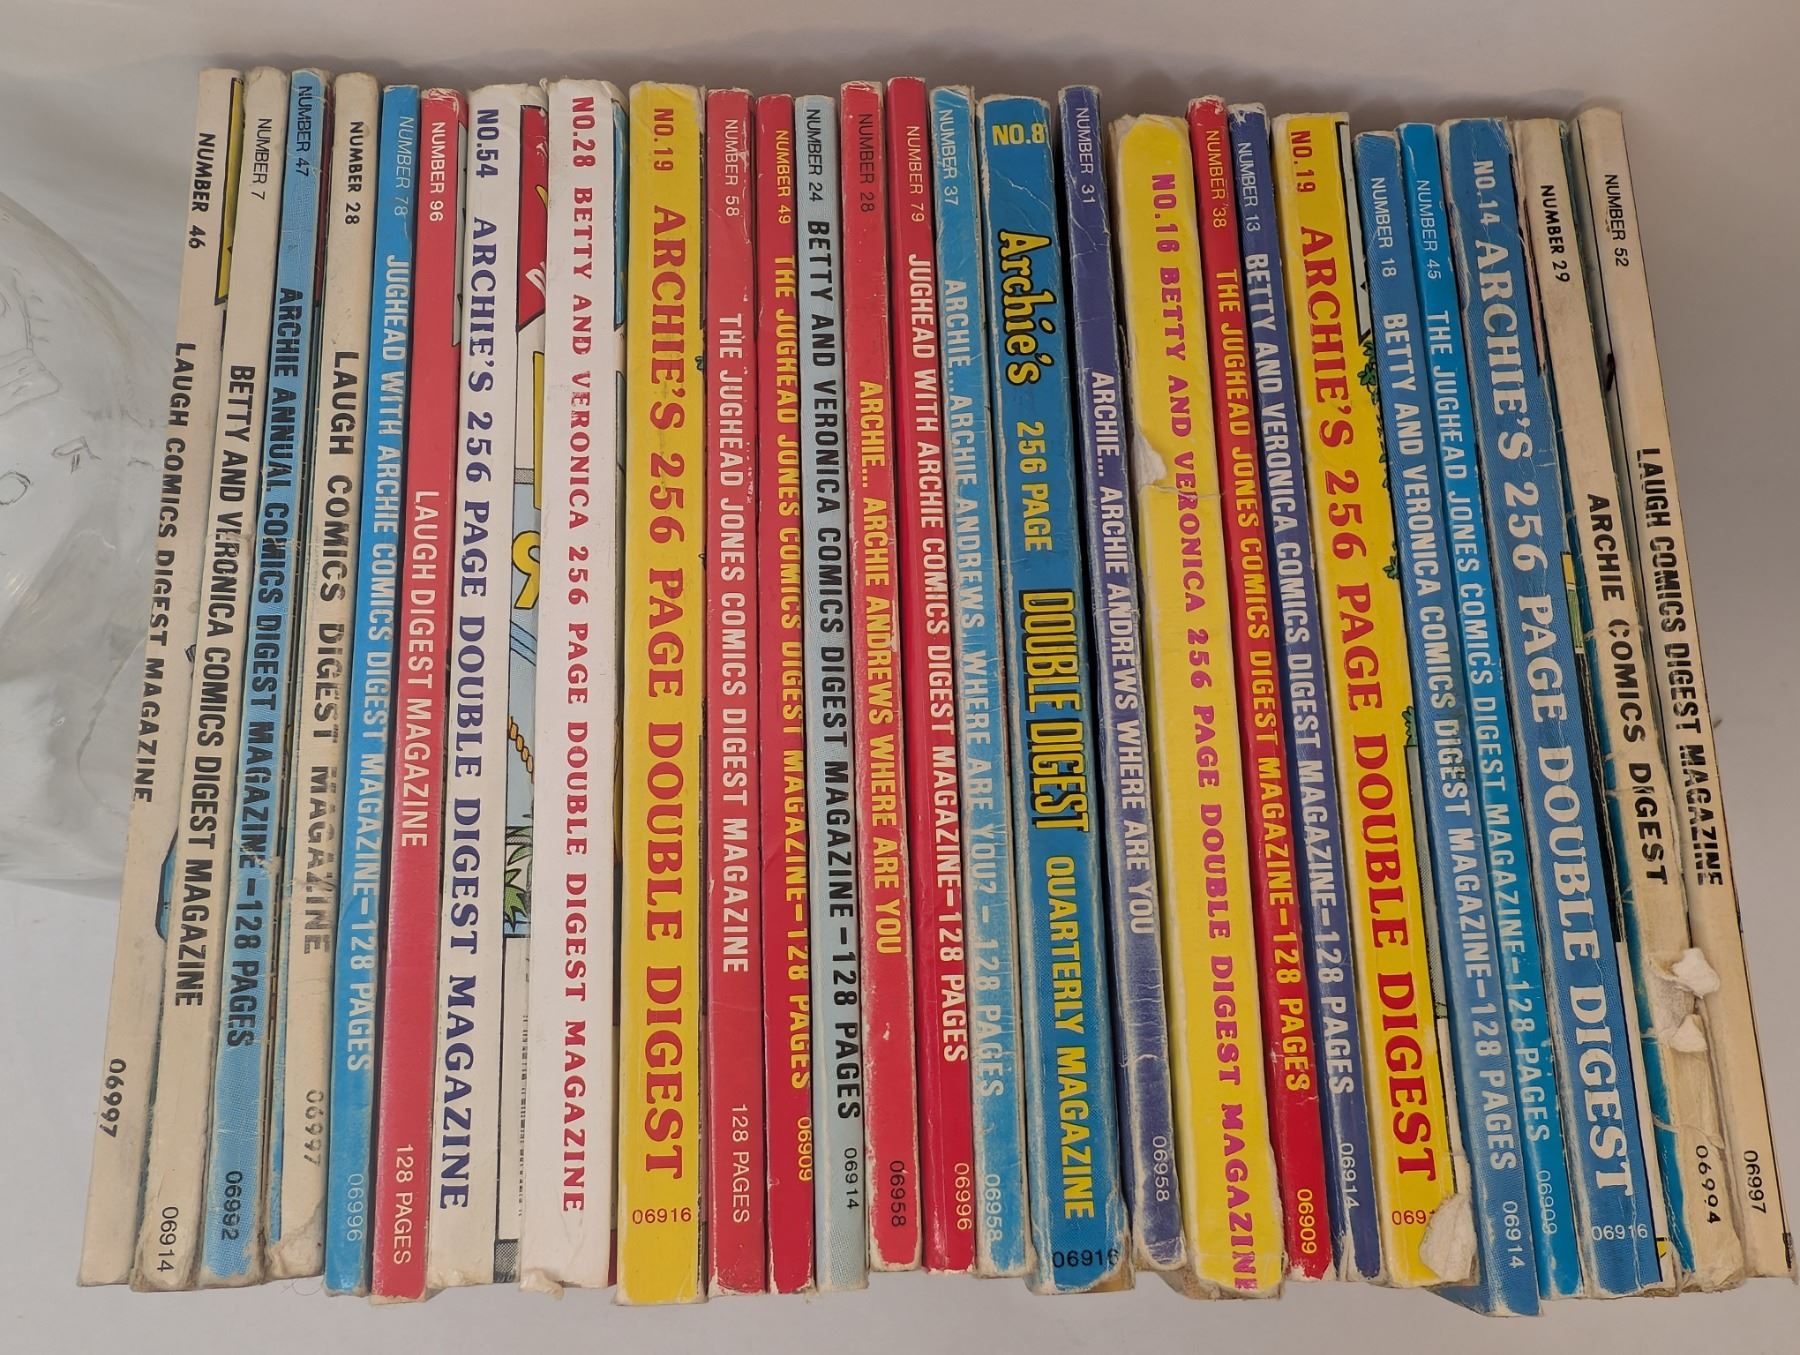 NUMBER 46 LAUGH COMICS DIGEST MAGAZINE 06997
NUMBER 7 BETTY AND VERONICA COMICS DIGEST MAGAZINE 06914
NUMBER 47 ARCHIE ANNUAL COMICS DIGEST MAGAZINE-128 PAGES 06992
NUMBER 28 LAUGH COMICS DIGEST MAGAZINE 06997
NUMBER 78 JUGHEAD WITH ARCHIE COMICS DIGEST MAGAZINE-128 PAGES 06996
NUMBER 96 LAUGH DIGEST MAGAZINE 128 PAGES
NO.54 ARCHIE'S 256 PAGE DOUBLE DIGEST MAGAZINE
NO.28 BETTY AND VERONICA 256 PAGE DOUBLE DIGEST MAGAZINE
NO.19 ARCHIE'S 256 PAGE DOUBLE DIGEST 06916
NUMBER 58 THE JUGHEAD JONES COMICS DIGEST MAGAZINE 128 PAGES
NUMBER 49 THE JUGHEAD JONES COMICS DIGEST MAGAZINE-128 PAGES 06909
NUMBER 24 BETTY AND VERONICA COMICS DIGEST MAGAZINE-128 PAGES 06914
NUMBER 28 ARCHIE... ARCHIE ANDREWS WHERE ARE YOU 06958
NUMBER 79 JUGHEAD WITH ARCHIE COMICS DIGEST MAGAZINE-128 PAGES 06996
NUMBER 37 ARCHIE...ARCHIE ANDREWS, WHERE ARE YOU?-128 PAGES 06958
NO.8 Archie's 256 PAGE DOUBLE DIGEST QUARTERLY MAGAZINE 06916
NUMBER 31 ARCHIE... ARCHIE ANDREWS WHERE ARE YOU 06958
NO.16 BETTY AND VERONICA 256 PAGE DOUBLE DIGEST MAGAZINE
NUMBER 38 THE JUGHEAD JONES COMICS DIGEST MAGAZINE-128 PAGES 06909
NUMBER 13 BETTY AND VERONICA COMICS DIGEST MAGAZINE-128 PAGES 06914
NO.19 ARCHIE'S 256 PAGE DOUBLE DIGEST 0691
NUMBER 18 BETTY AND VERONICA COMICS DIGEST MAGAZINE-128 PAGES 06914
NUMBER 45 THE JUGHEAD JONES COMICS DIGEST MAGAZINE-128 PAGES 06909
NO.14 ARCHIE'S 256 PAGE DOUBLE DIGEST 06916
NUMBER 29 ARCHIE COMICS DIGEST 06994
NUMBER 52 LAUGH COMICS DIGEST MAGAZINE 06997